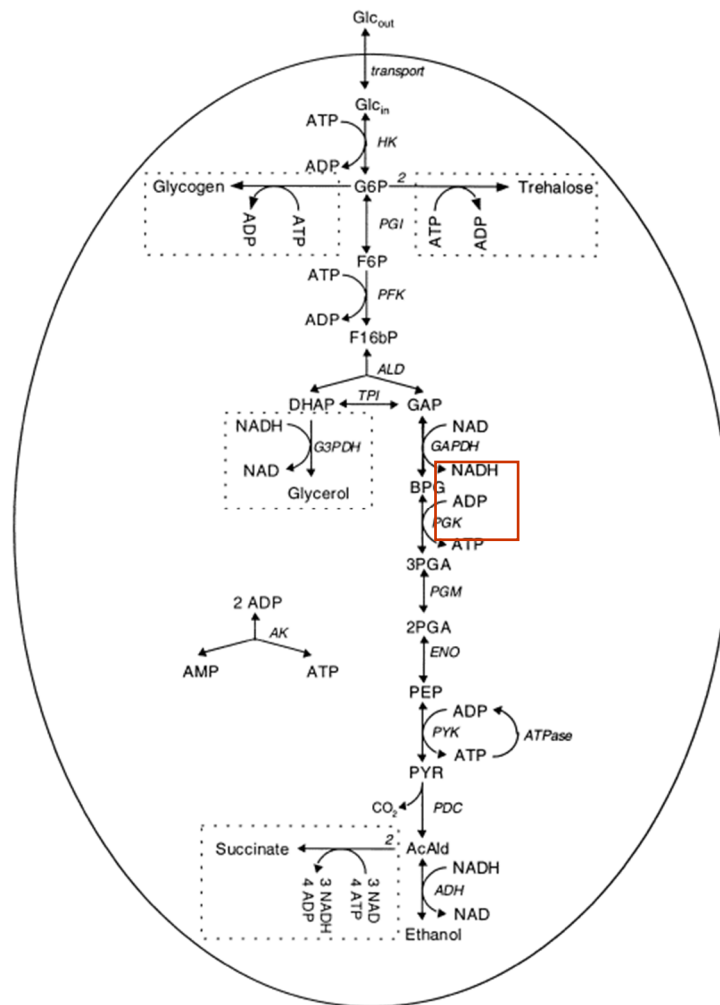 Glcout
transport
Glcin
ATP
HK
ADP
Glycogen
G6P
2
Trehalose
ADP
ATP
PGI
ATP
ADP
F6P
ATP
PFK
ADP
F16bP
ALD
DHAP
TPI
GAP
NADH
NAD
G3PDH
GAPDH
NAD
NADH
Glycerol
BPG
ADP
PGK
ATP
3PGA
PGM
2 ADP
2PGA
AK
ENO
AMP
ATP
PEP
ADP
PYK
ATPase
ATP
PYR
CO2
PDC
Succinate
2
AcAld
NADH
4 ADP
3 NADH
4 ATP
3 NAD
ADH
NAD
Ethanol